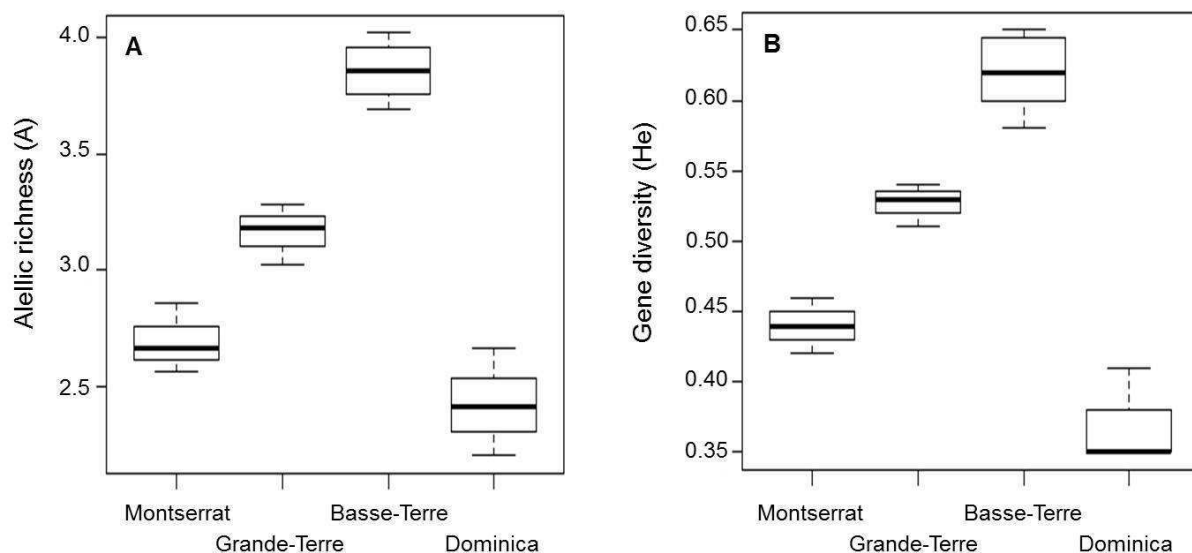 A
Alellic richness (A)
4.0
3.5
3.0
2.5
Montserrat
Basse-Terre
Grande-Terre
Dominica
B
Gene diversity (He)
0.65
0.60
0.55
0.50
0.45
0.40
0.35
Montserrat
Basse-Terre
Grande-Terre
Dominica